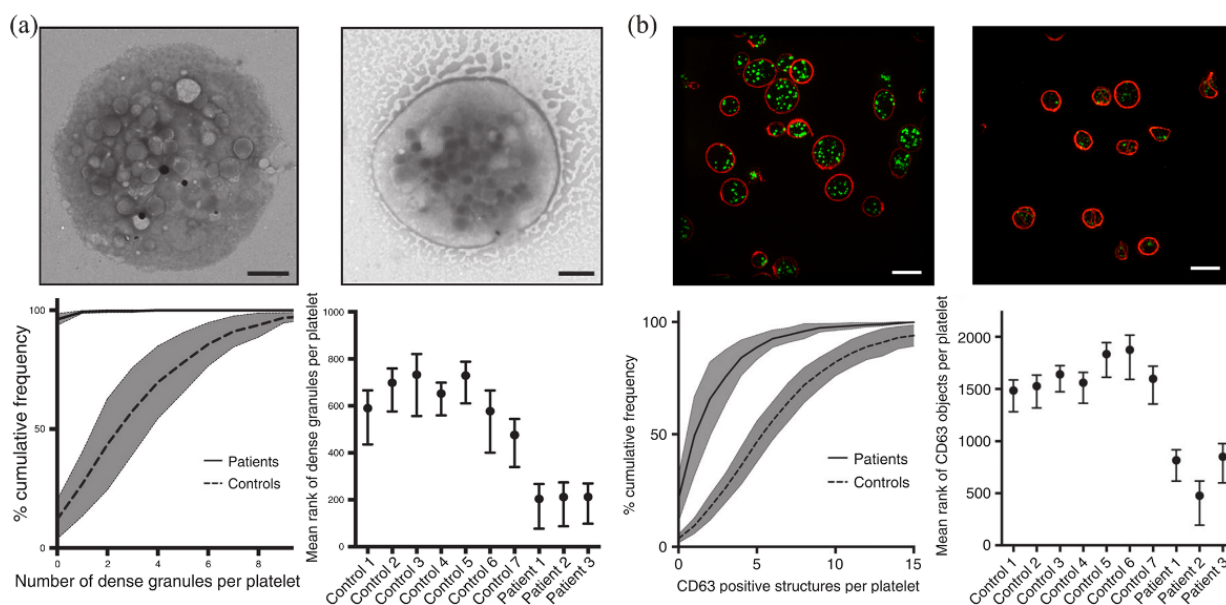 (a)
(b)
% cumulative frequency
100
50
0
0
2
4
6
8
Patients
Controls
Number of dense granules per platelet
Mean rank of dense granules per platelet
1000
800
600
400
200
0
Control 1
Control 2
Control 3
Control 4
Control 5
Control 6
Control 7
Patient 1
Patient 2
Patient 3
% cumulative frequency
100
50
0
0
5
10
15
Patients
Controls
CD63 positive structures per platelet
Mean rank of CD63 objects per platelet
2000
1500
1000
500
0
Control 1
Control 2
Control 3
Control 4
Control 5
Control 6
Control 7
Patient 1
Patient 2
Patient 3